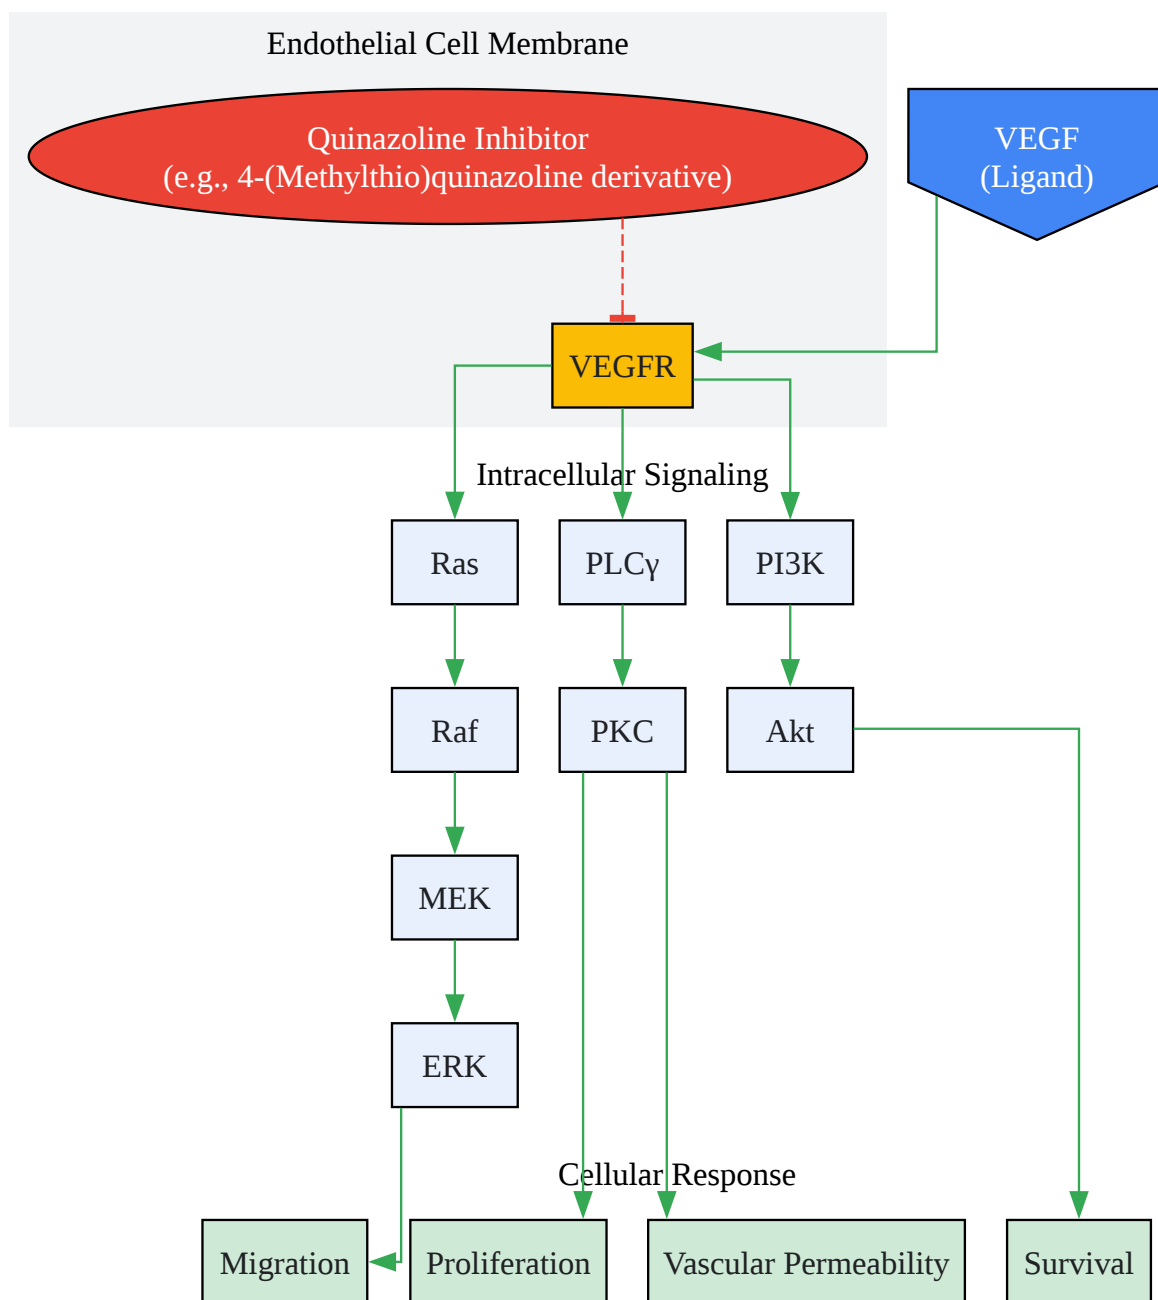 Endothelial Cell Membrane
Quinazoline Inhibitor
(e.g., 4-(Methylthio)quinazoline derivative)
VEGF
(Ligand)
VEGFR
Intracellular Signaling
Ras
PLCγ
PI3K
Raf
PKC
Akt
MEK
ERK
Cellular Response
Migration
Proliferation
Vascular Permeability
Survival